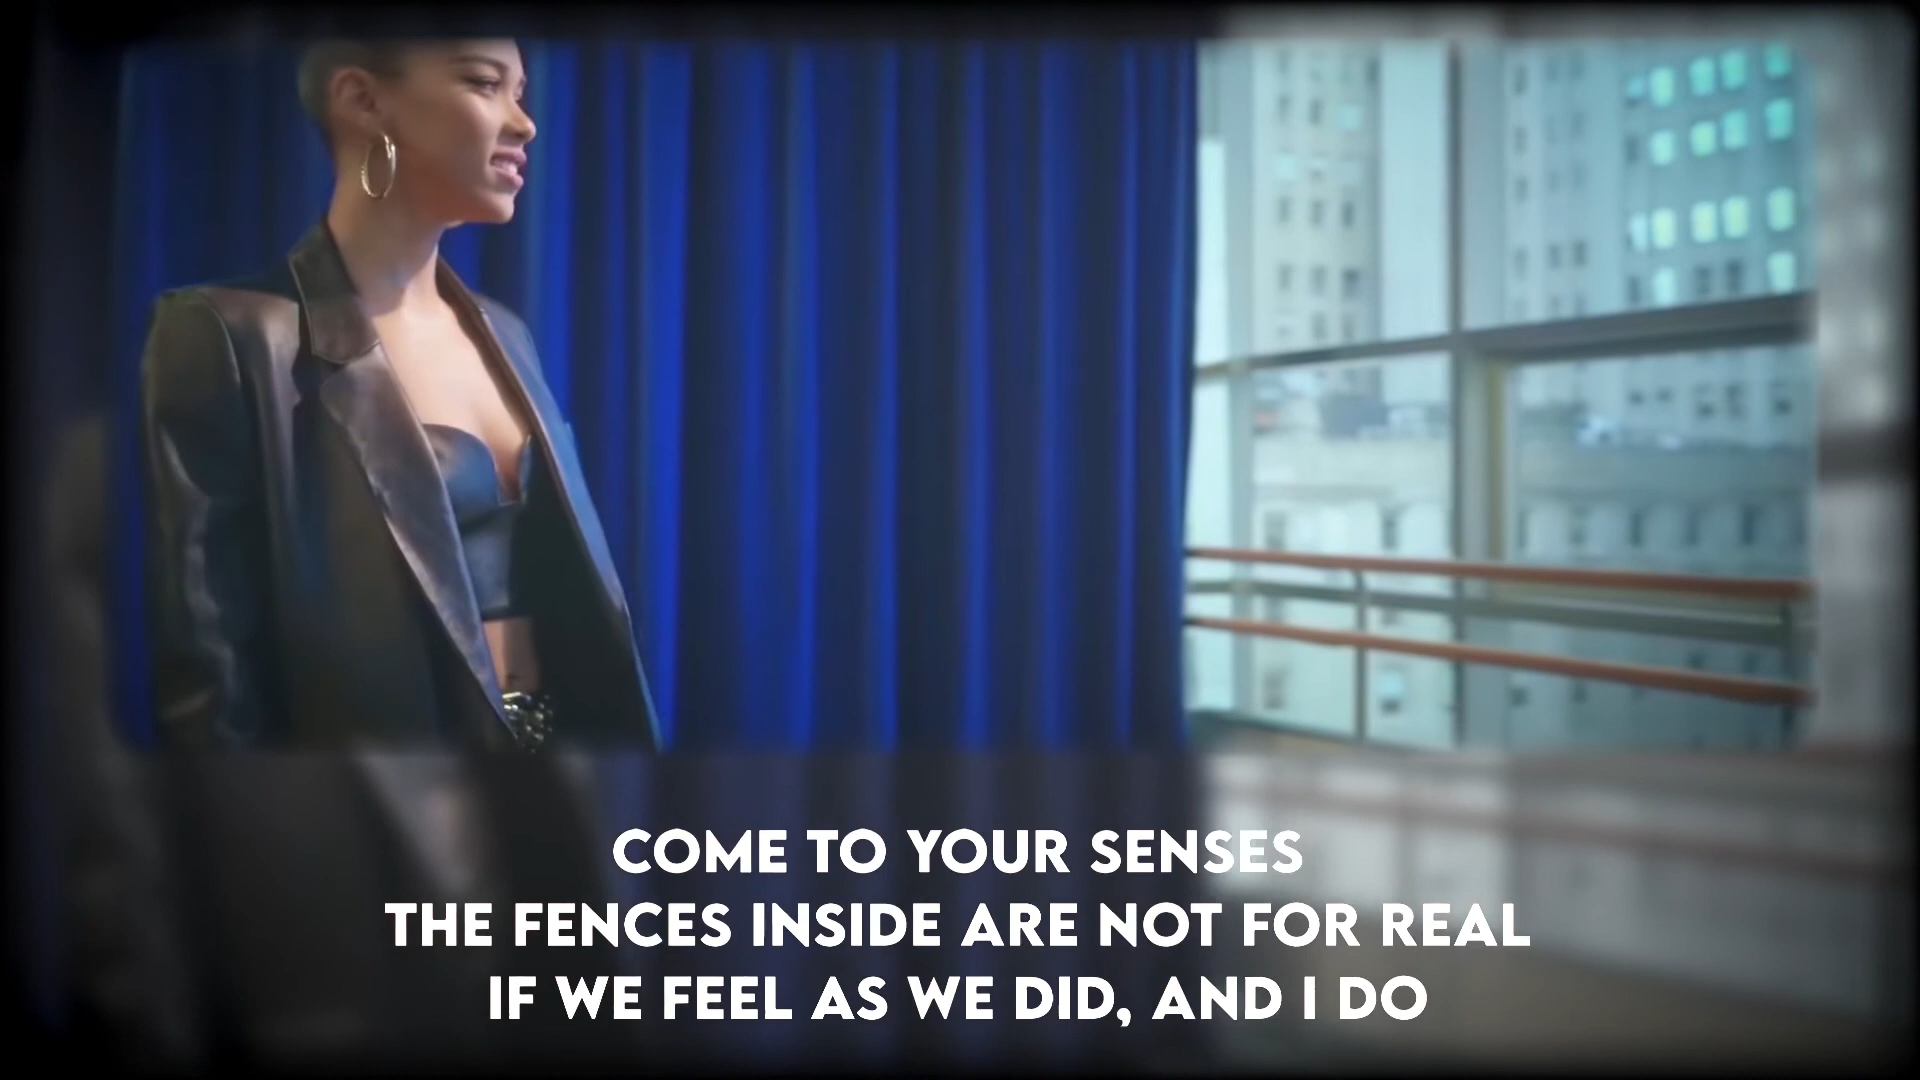 COME TO YOUR SENSES
THE FENCES INSIDE ARE NOT FOR REAL
IF WE FEEL AS WE DID, AND I DO